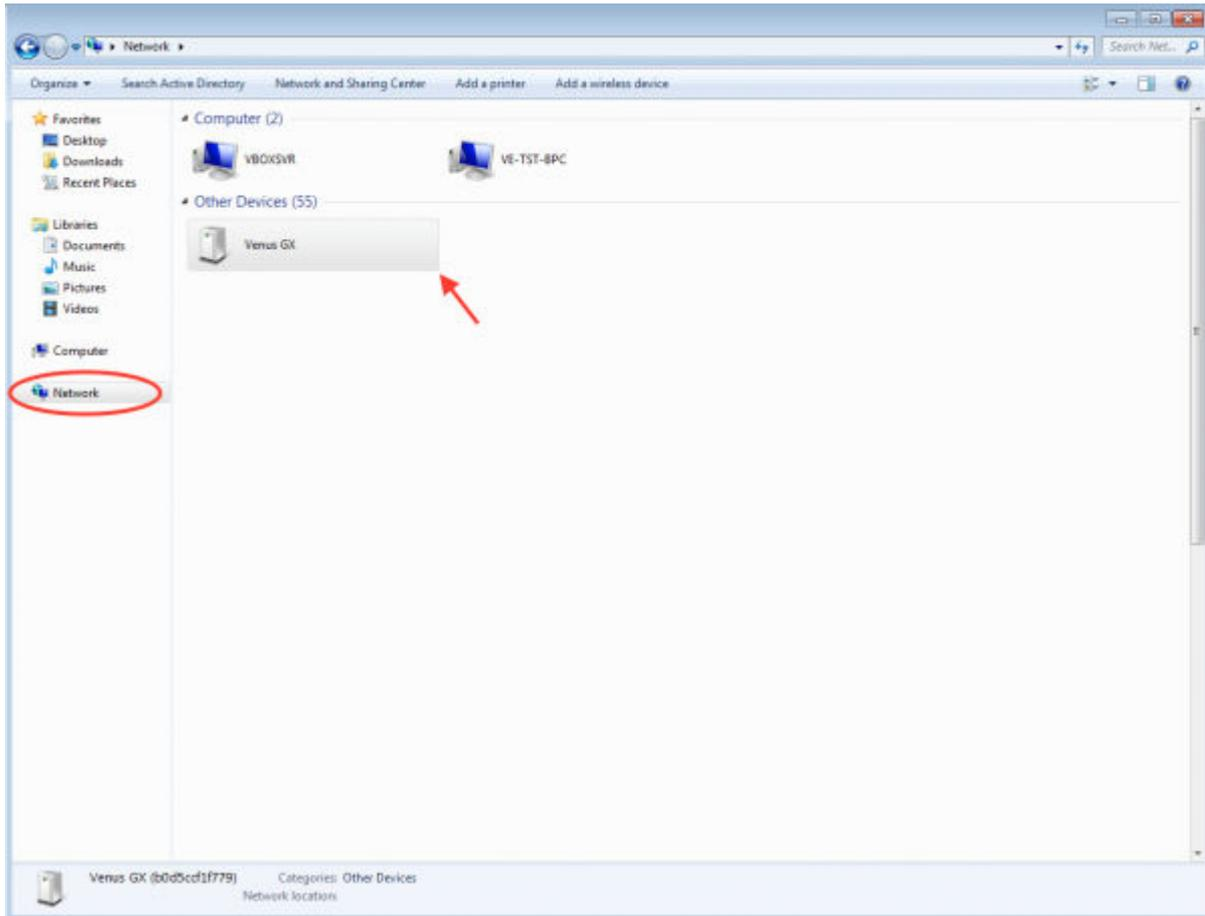 Network
Search Net...
Organize
Search Active Directory
Network and Sharing Center
Add a printer
Add a wireless device
Favorites
Desktop
Downloads
Recent Places
Libraries
Documents
Music
Pictures
Videos
Computer
Network
Computer (2)
VBOXSVR
VE-TST-8PC
Other Devices (55)
Venus GX
Venus GX (b0d5ccf1f779)
Categories: Other Devices
Network location: